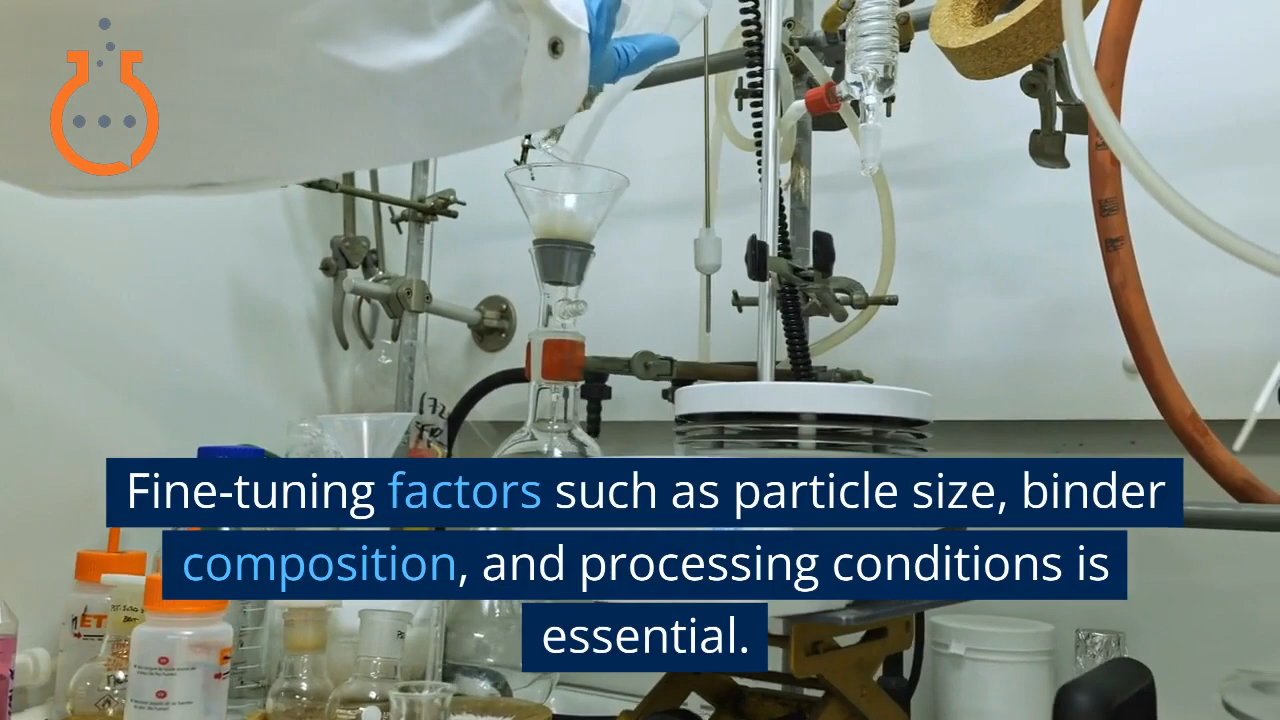 Fine-tuning factors such as particle size, binder
composition, and processing conditions is
essential.